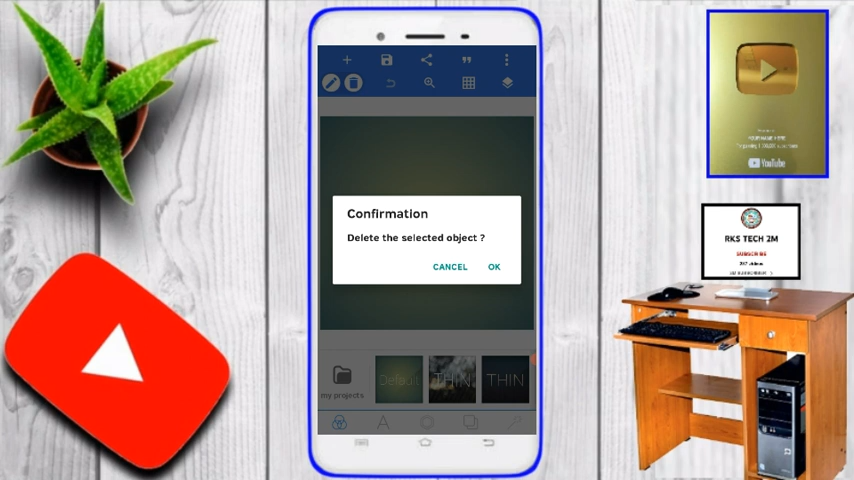 Confirmation
Delete the selected object ?
CANCEL OK
my projects
Default
THIN
THIN
YouTube
RKS TECH 2M
SUBSCRIBE